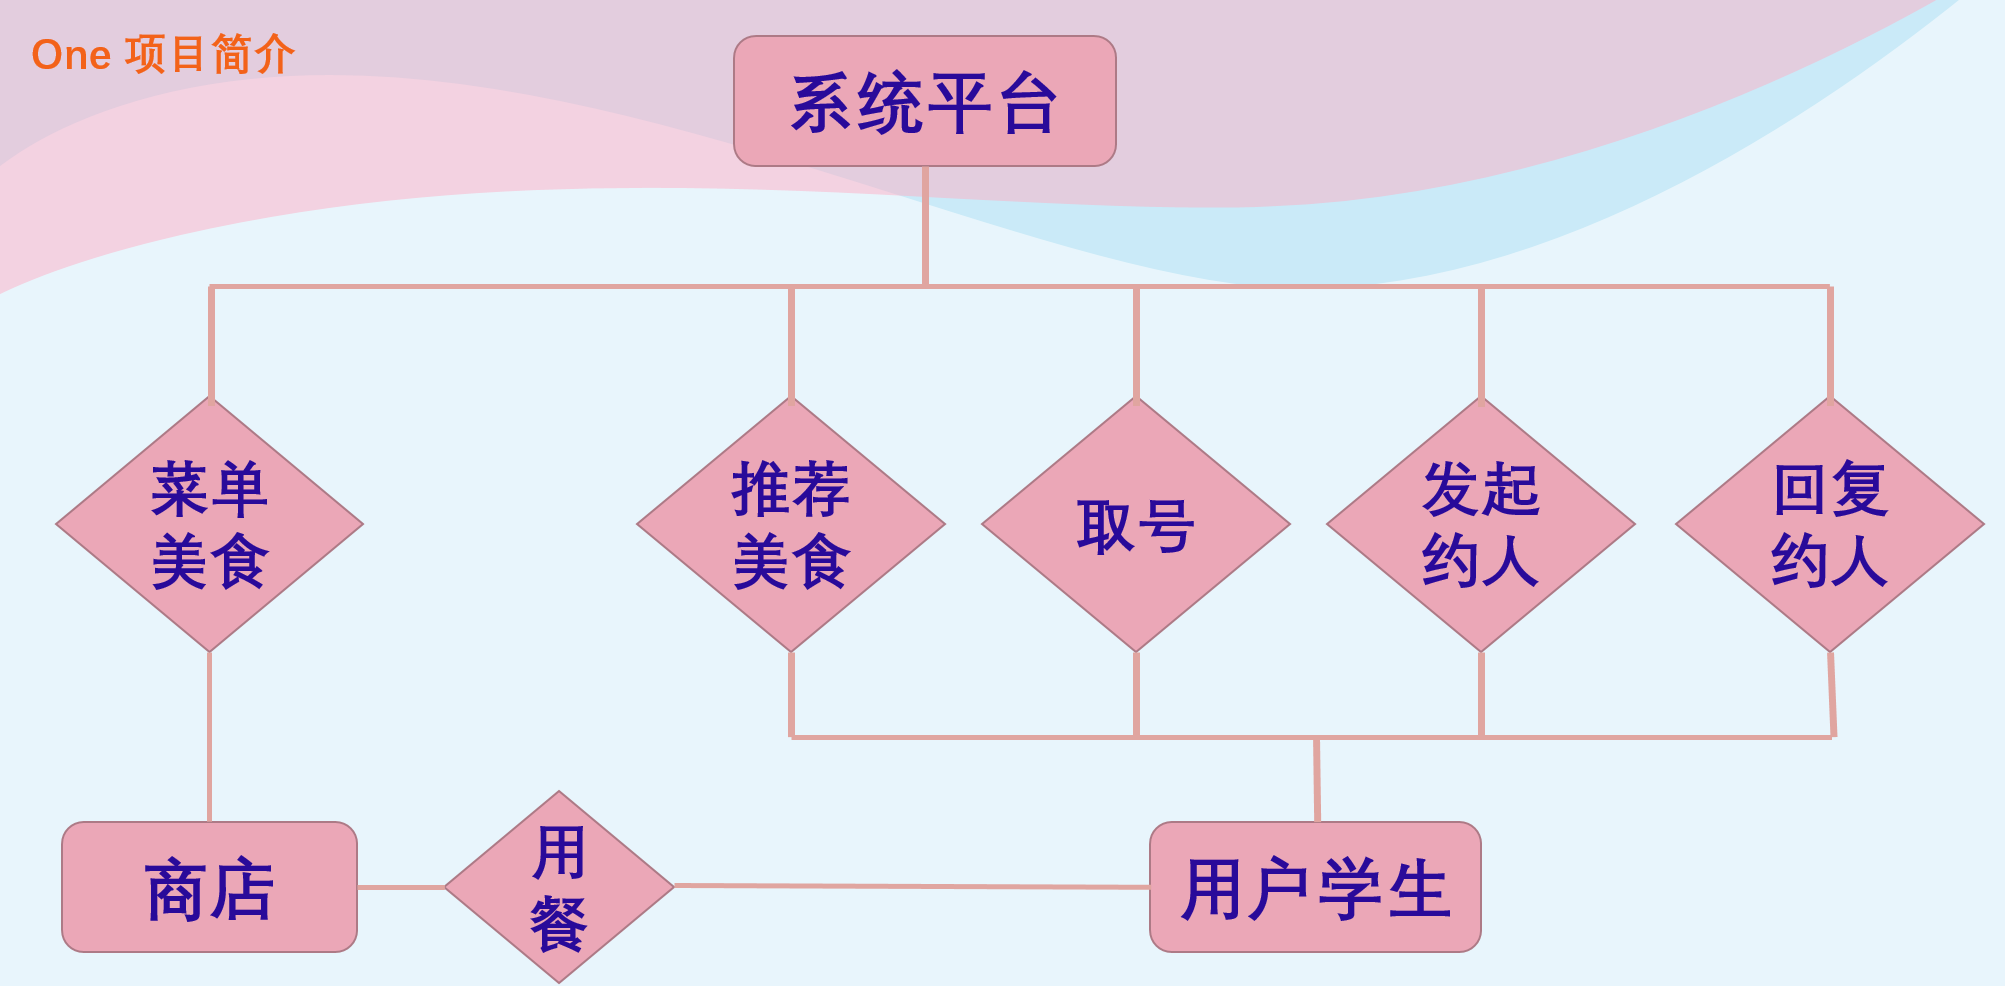 One 项目简介
系统平台
菜单
美食
推荐
美食
取号
发起
约人
回复
约人
商店
用
餐
用户学生